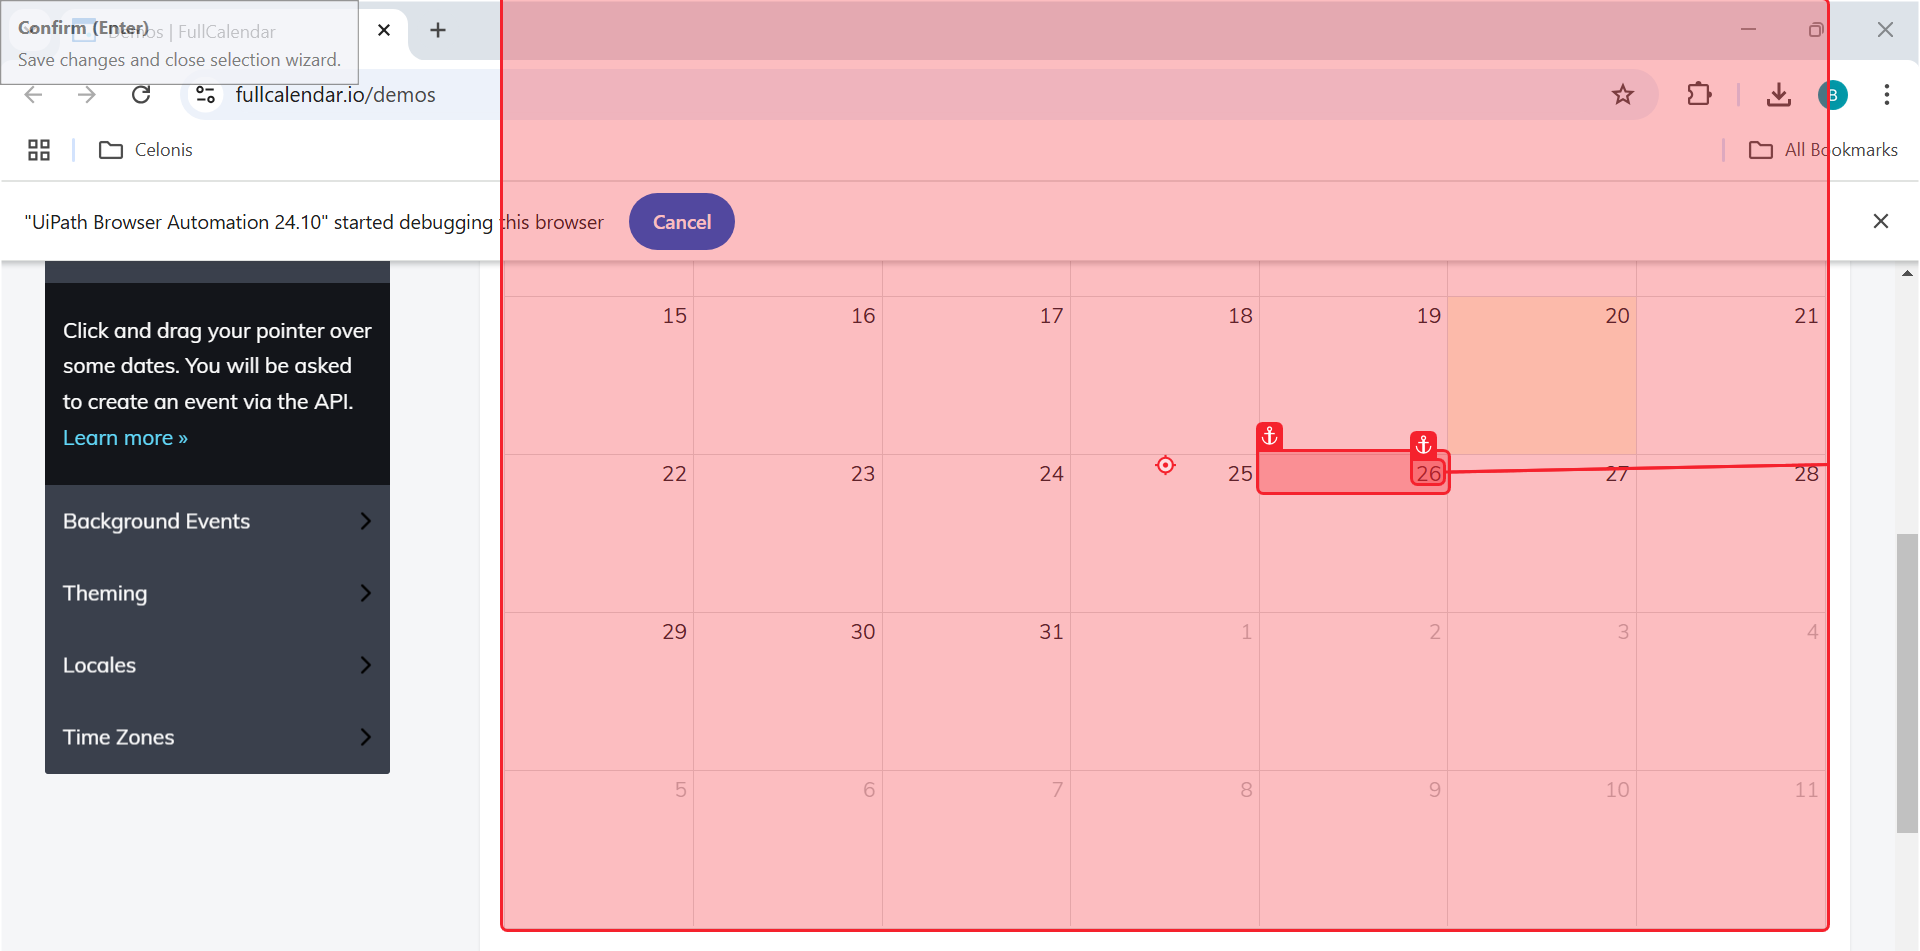 Confirm (Enter)
Demos | FullCalendar
Save changes and close selection wizard.
fullcalendar.io/demos
B
Celonis
All Bookmarks
"UiPath Browser Automation 24.10" started debugging this browser
Cancel
Click and drag your pointer over
some dates. You will be asked
to create an event via the API.
Learn more »
Background Events
Theming
Locales
Time Zones
15 16 17 18 19 20 21
22 23 24 25 26 27 28
29 30 31 1 2 3 4
5 6 7 8 9 10 11